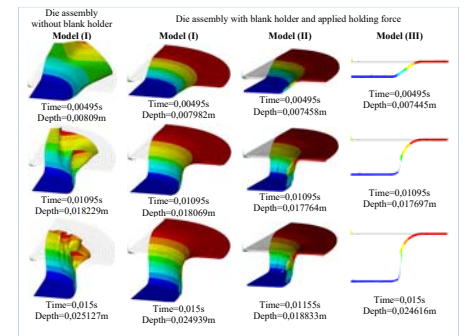 Die assembly
without blank holder
Die assembly with blank holder and applied holding force
Model (I)
Model (I)
Model (II)
Model (III)
Time=0,00495s
Depth=0,00809m
Time=0,00495s
Depth=0,007982m
Time=0,00495s
Depth=0,007458m
Time=0,00495s
Depth=0,007445m
Time=0,01095s
Depth=0,018229m
Time=0,01095s
Depth=0,018069m
Time=0,01095s
Depth=0,017764m
Time=0,01095s
Depth=0,017697m
Time=0,015s
Depth=0,025127m
Time=0,015s
Depth=0,024939m
Time=0,01155s
Depth=0,018833m
Time=0,015s
Depth=0,024616m